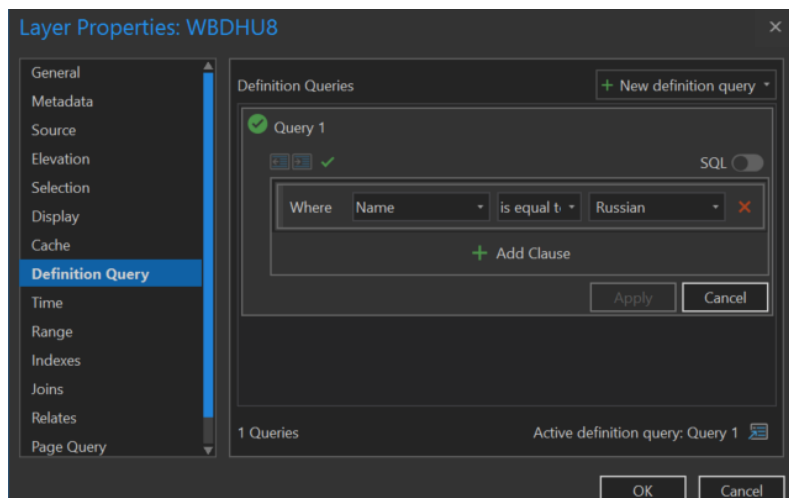 Layer Properties: WBDHU8
General
Metadata
Source
Elevation
Selection
Display
Cache
Definition Query
Time
Range
Indexes
Joins
Relates
Page Query
Definition Queries
+ New definition query
Query 1
SQL
Where Name is equal t Russian
+ Add Clause
Apply Cancel
1 Queries Active definition query: Query 1
OK Cancel